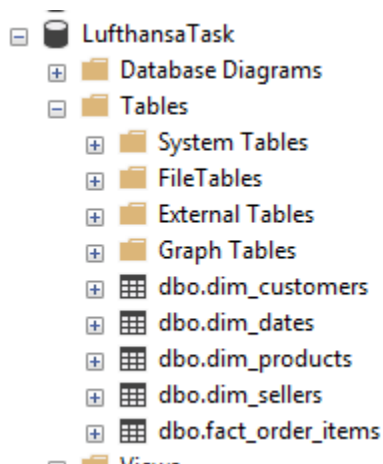 LufthansaTask
Database Diagrams
Tables
System Tables
FileTables
External Tables
Graph Tables
dbo.dim_customers
dbo.dim_dates
dbo.dim_products
dbo.dim_sellers
dbo.fact_order_items
Views